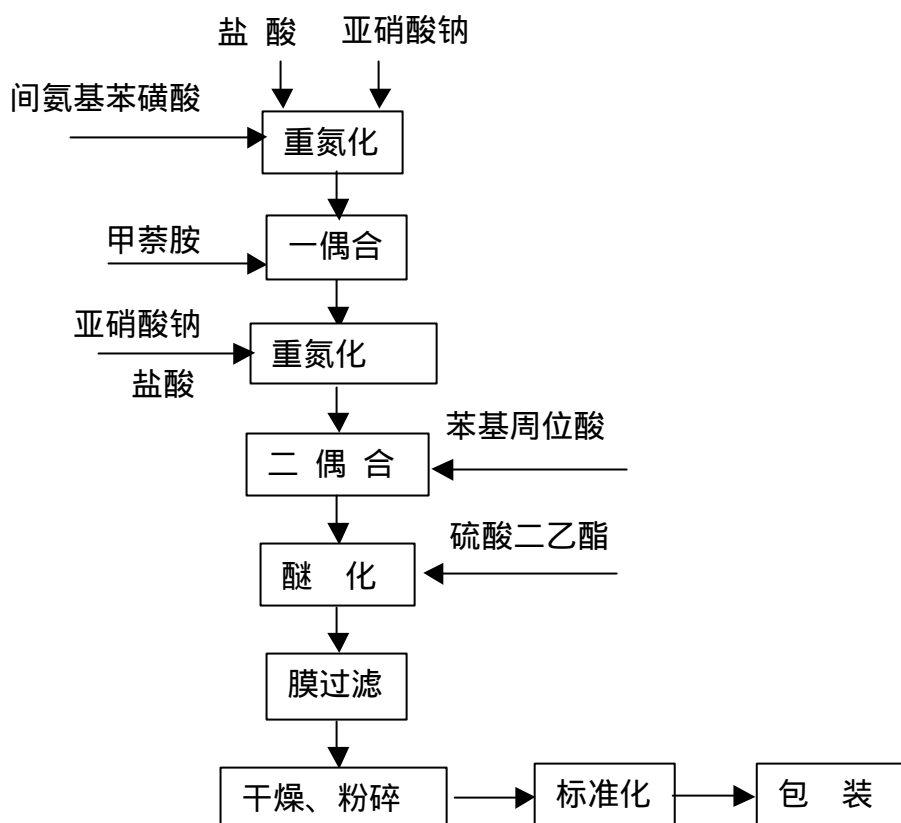 盐 酸
亚硝酸钠
间氨基苯磺酸
重氮化
甲萘胺
一偶合
亚硝酸钠
盐酸
重氮化
苯基周位酸
二 偶 合
硫酸二乙酯
醚 化
膜过滤
干燥、粉碎
标准化
包 装